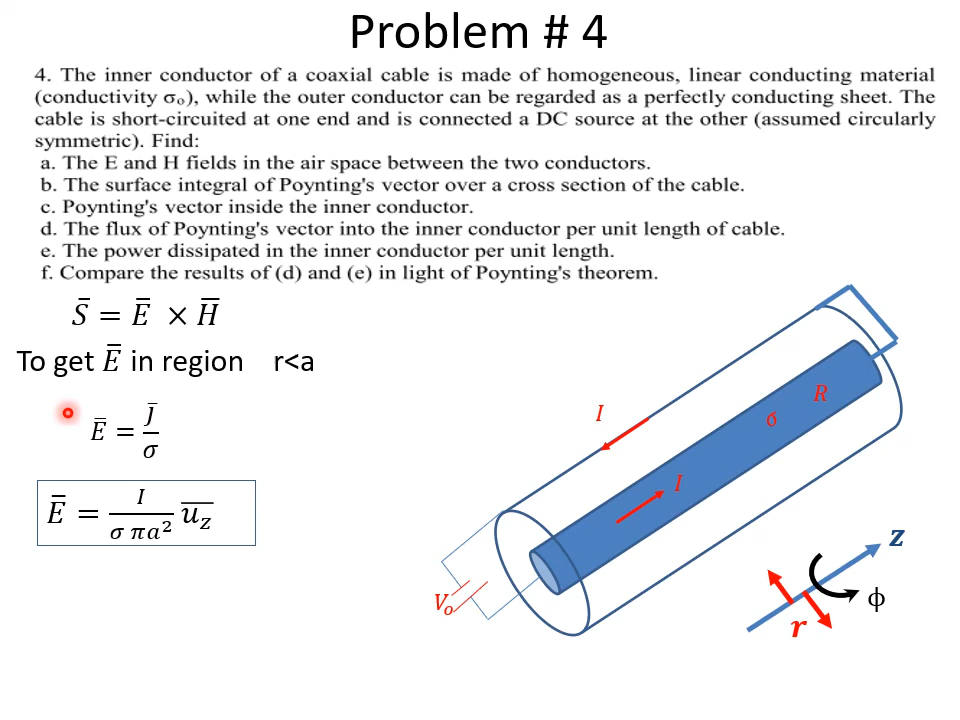 Problem # 4
4. The inner conductor of a coaxial cable is made of homogeneous, linear conducting material
(conductivity σₒ), while the outer conductor can be regarded as a perfectly conducting sheet. The
cable is short-circuited at one end and is connected a DC source at the other (assumed circularly
symmetric). Find:
a. The E and H fields in the air space between the two conductors.
b. The surface integral of Poynting's vector over a cross section of the cable.
c. Poynting's vector inside the inner conductor.
d. The flux of Poynting's vector into the inner conductor per unit length of cable.
e. The power dissipated in the inner conductor per unit length.
f. Compare the results of (d) and (e) in light of Poynting's theorem.
S̅ = E̅ × H̅
To get E̅ in region r<a
E̅ = J̅/σ
E̅ = I/(σ πa²) u̅_z̅
I
R
σ
I
V₀
z
ϕ
r